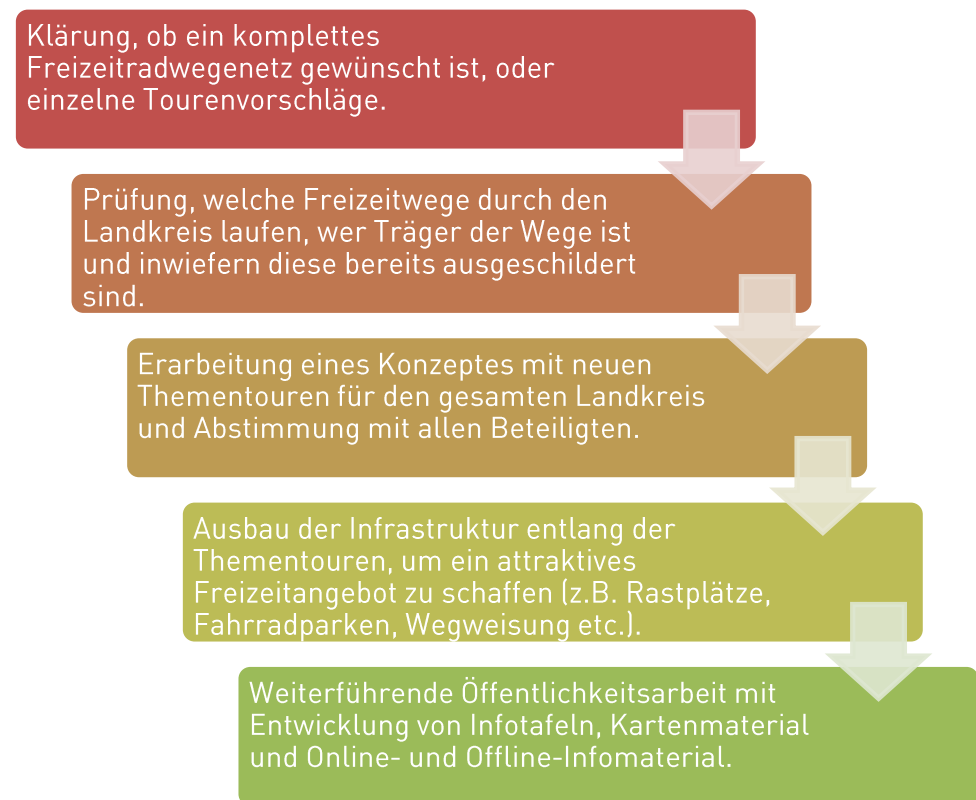 Klärung, ob ein komplettes
Freizeitradwegenetz gewünscht ist, oder
einzelne Tourenvorschläge.
Prüfung, welche Freizeitwege durch den
Landkreis laufen, wer Träger der Wege ist
und inwiefern diese bereits ausgeschildert
sind.
Erarbeitung eines Konzeptes mit neuen
Thementouren für den gesamten Landkreis
und Abstimmung mit allen Beteiligten.
Ausbau der Infrastruktur entlang der
Thementouren, um ein attraktives
Freizeitangebot zu schaffen (z.B. Rastplätze,
Fahrradparken, Wegweisung etc.).
Weiterführende Öffentlichkeitsarbeit mit
Entwicklung von Infotafeln, Kartenmaterial
und Online- und Offline-Infomaterial.